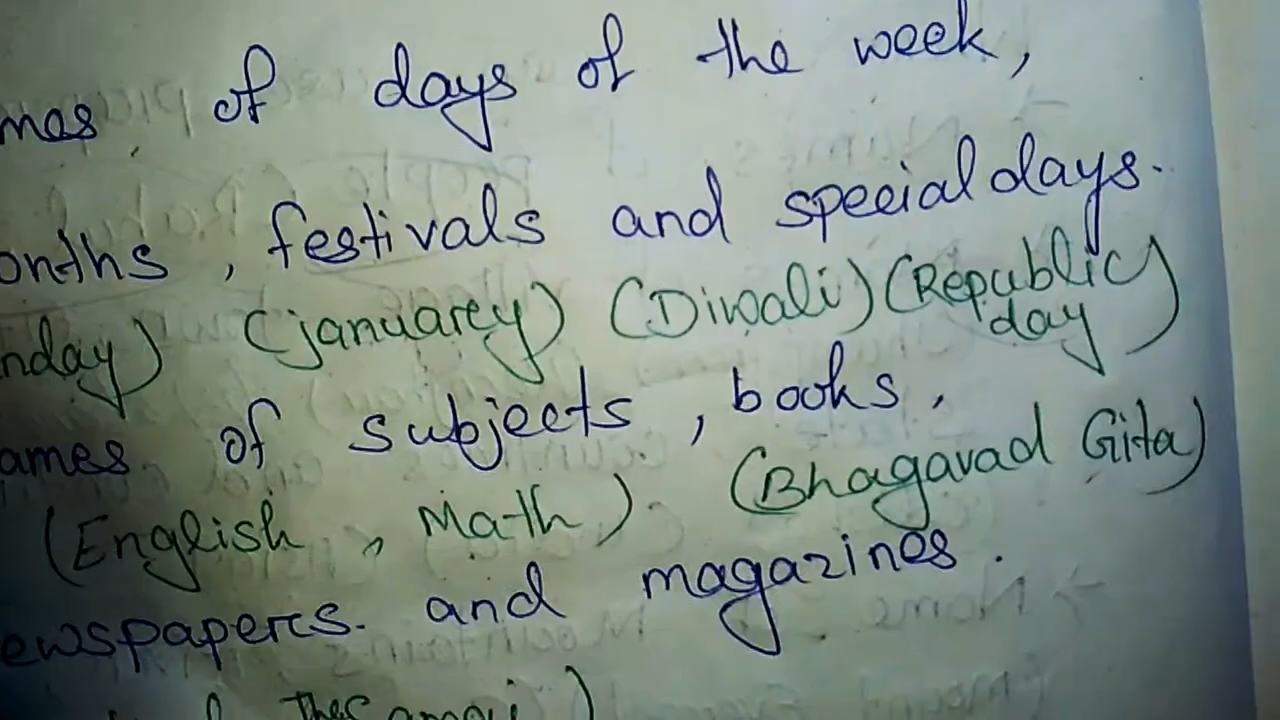 mes of days of the week,
onths, festivals and special days.
nday) (januarey) (Diwali) (Republic
day)
ames of subjects, books,
(English, Math) (Bhagavad Gita)
ewspapers. and magazines.